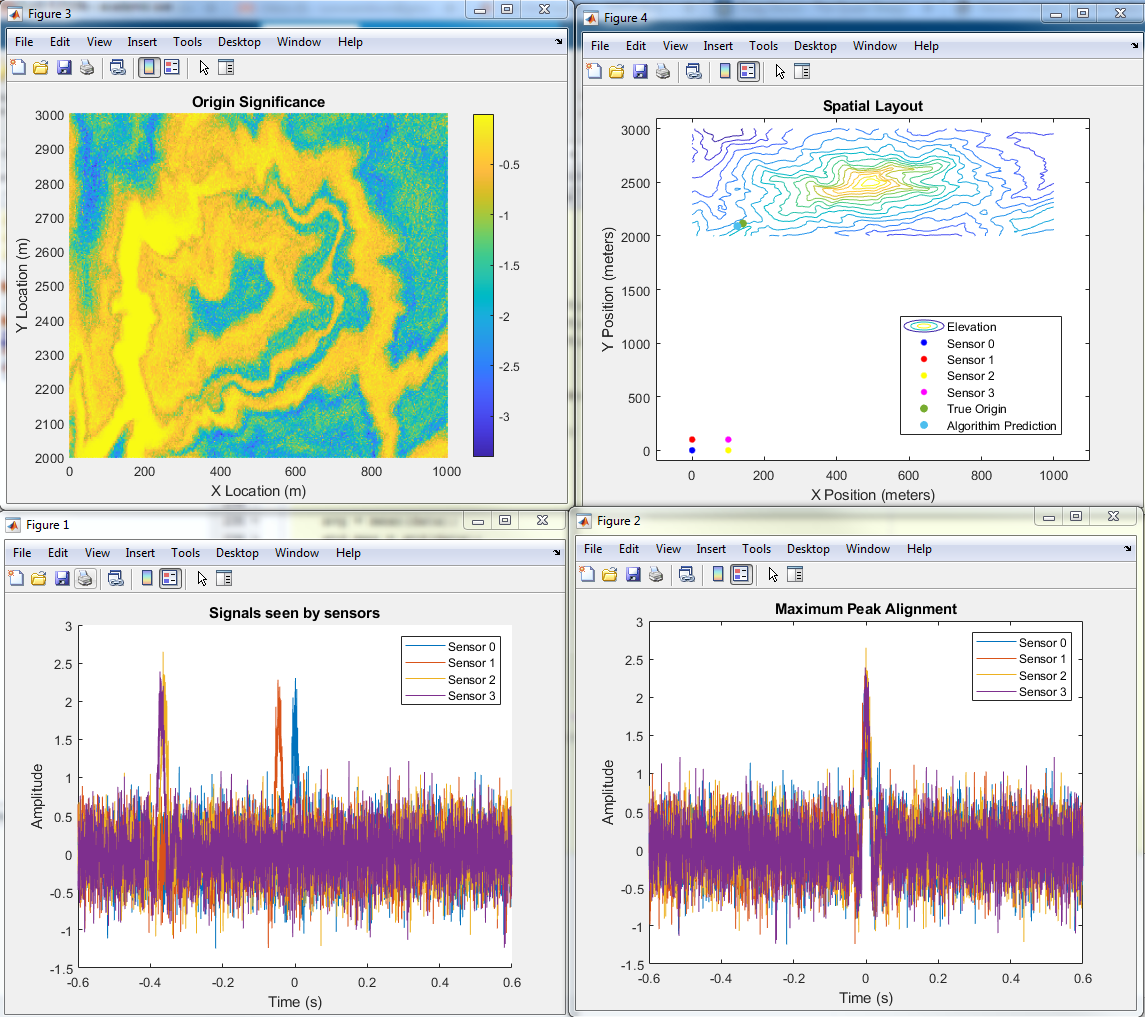 Figure 3
File Edit View Insert Tools Desktop Window Help
Origin Significance
3000
2900
2800
2700
2600
2500
2400
2300
2200
2100
2000
Y Location (m)
0 200 400 600 800 1000
X Location (m)
-0.5
-1
-1.5
-2
-2.5
-3
Figure 4
File Edit View Insert Tools Desktop Window Help
Spatial Layout
3000
2500
2000
1500
1000
500
0
Y Position (meters)
0 200 400 600 800 1000
X Position (meters)
Elevation
Sensor 0
Sensor 1
Sensor 2
Sensor 3
True Origin
Algorithim Prediction
Figure 1
File Edit View Insert Tools Desktop Window Help
Signals seen by sensors
3
2.5
2
1.5
1
0.5
0
-0.5
-1
-1.5
Amplitude
-0.6 -0.4 -0.2 0 0.2 0.4 0.6
Time (s)
Sensor 0
Sensor 1
Sensor 2
Sensor 3
Figure 2
File Edit View Insert Tools Desktop Window Help
Maximum Peak Alignment
3
2.5
2
1.5
1
0.5
0
-0.5
-1
-1.5
Amplitude
-0.6 -0.4 -0.2 0 0.2 0.4 0.6
Time (s)
Sensor 0
Sensor 1
Sensor 2
Sensor 3